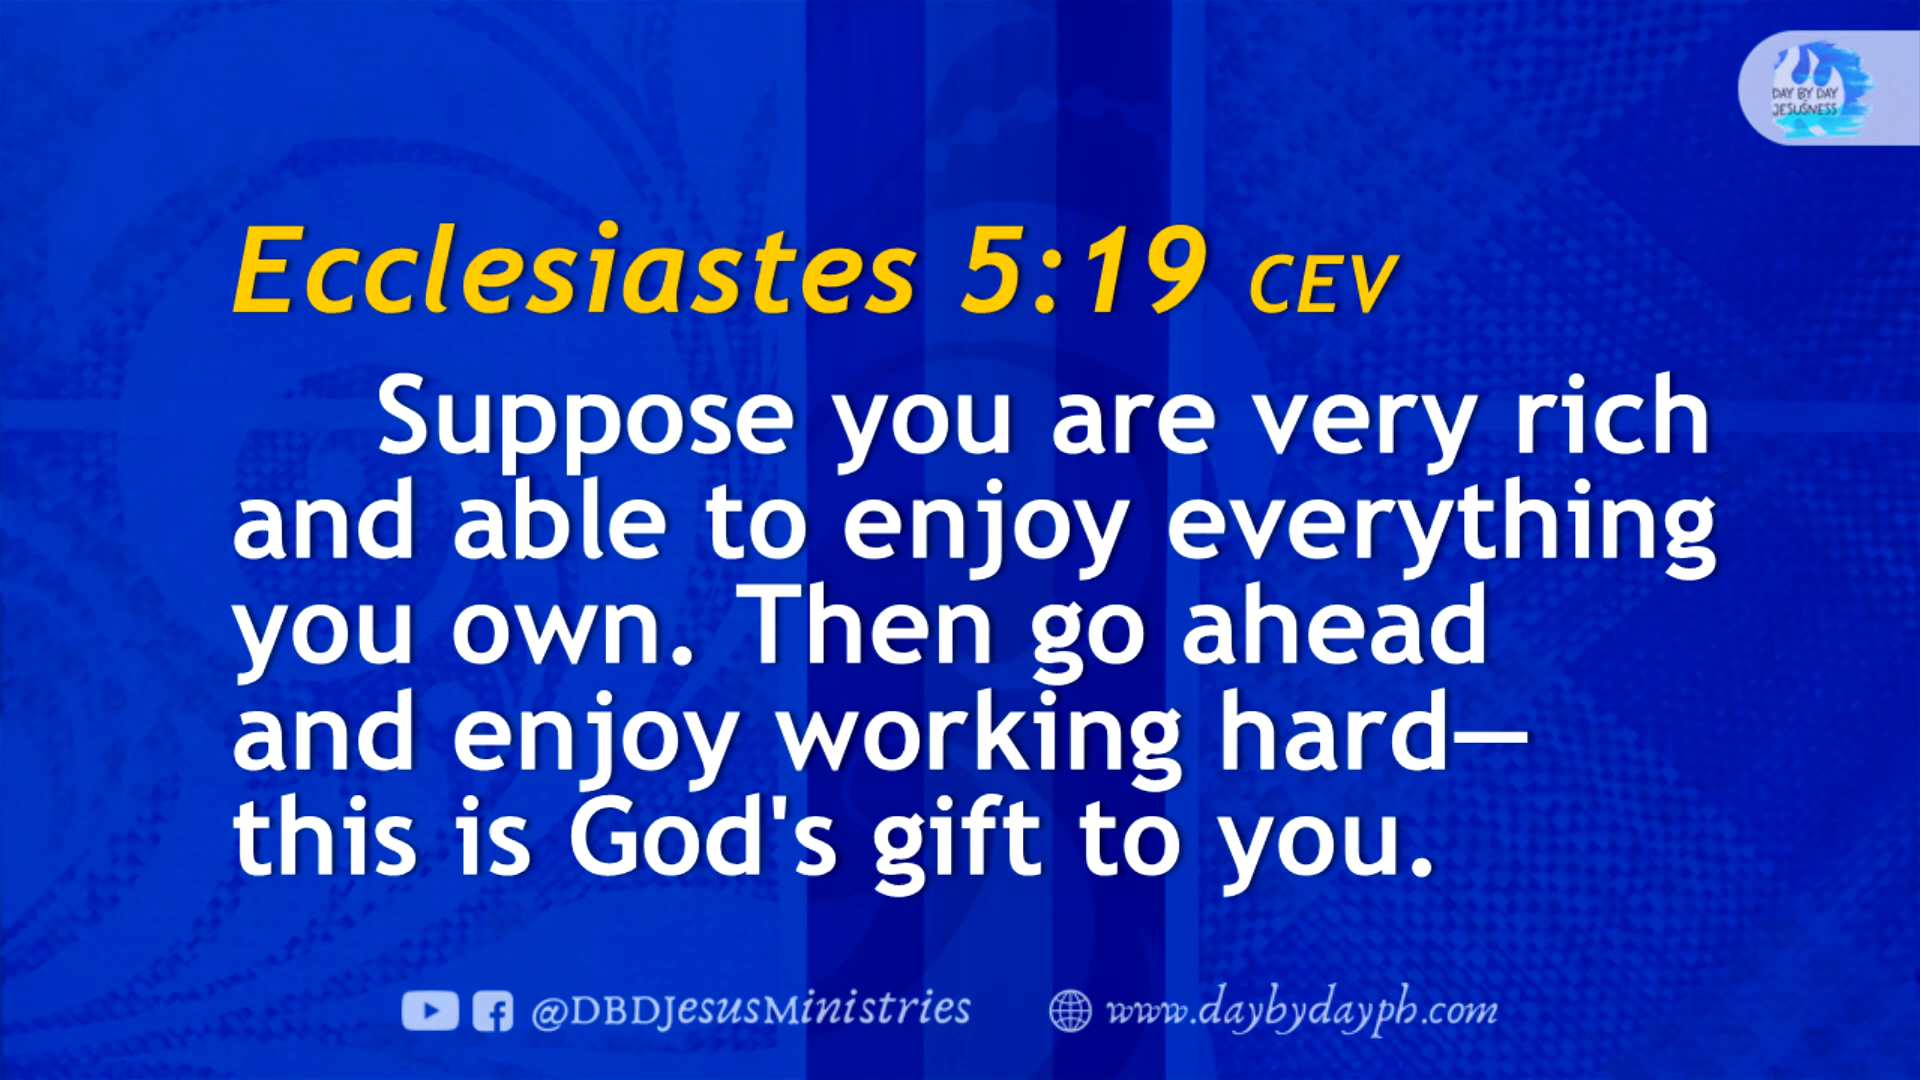 DAY BY DAY
JESUSNESS
Ecclesiastes 5:19 CEV
Suppose you are very rich
and able to enjoy everything
you own. Then go ahead
and enjoy working hard—
this is God's gift to you.
@DBDJesusMinistries www.daybydayph.com